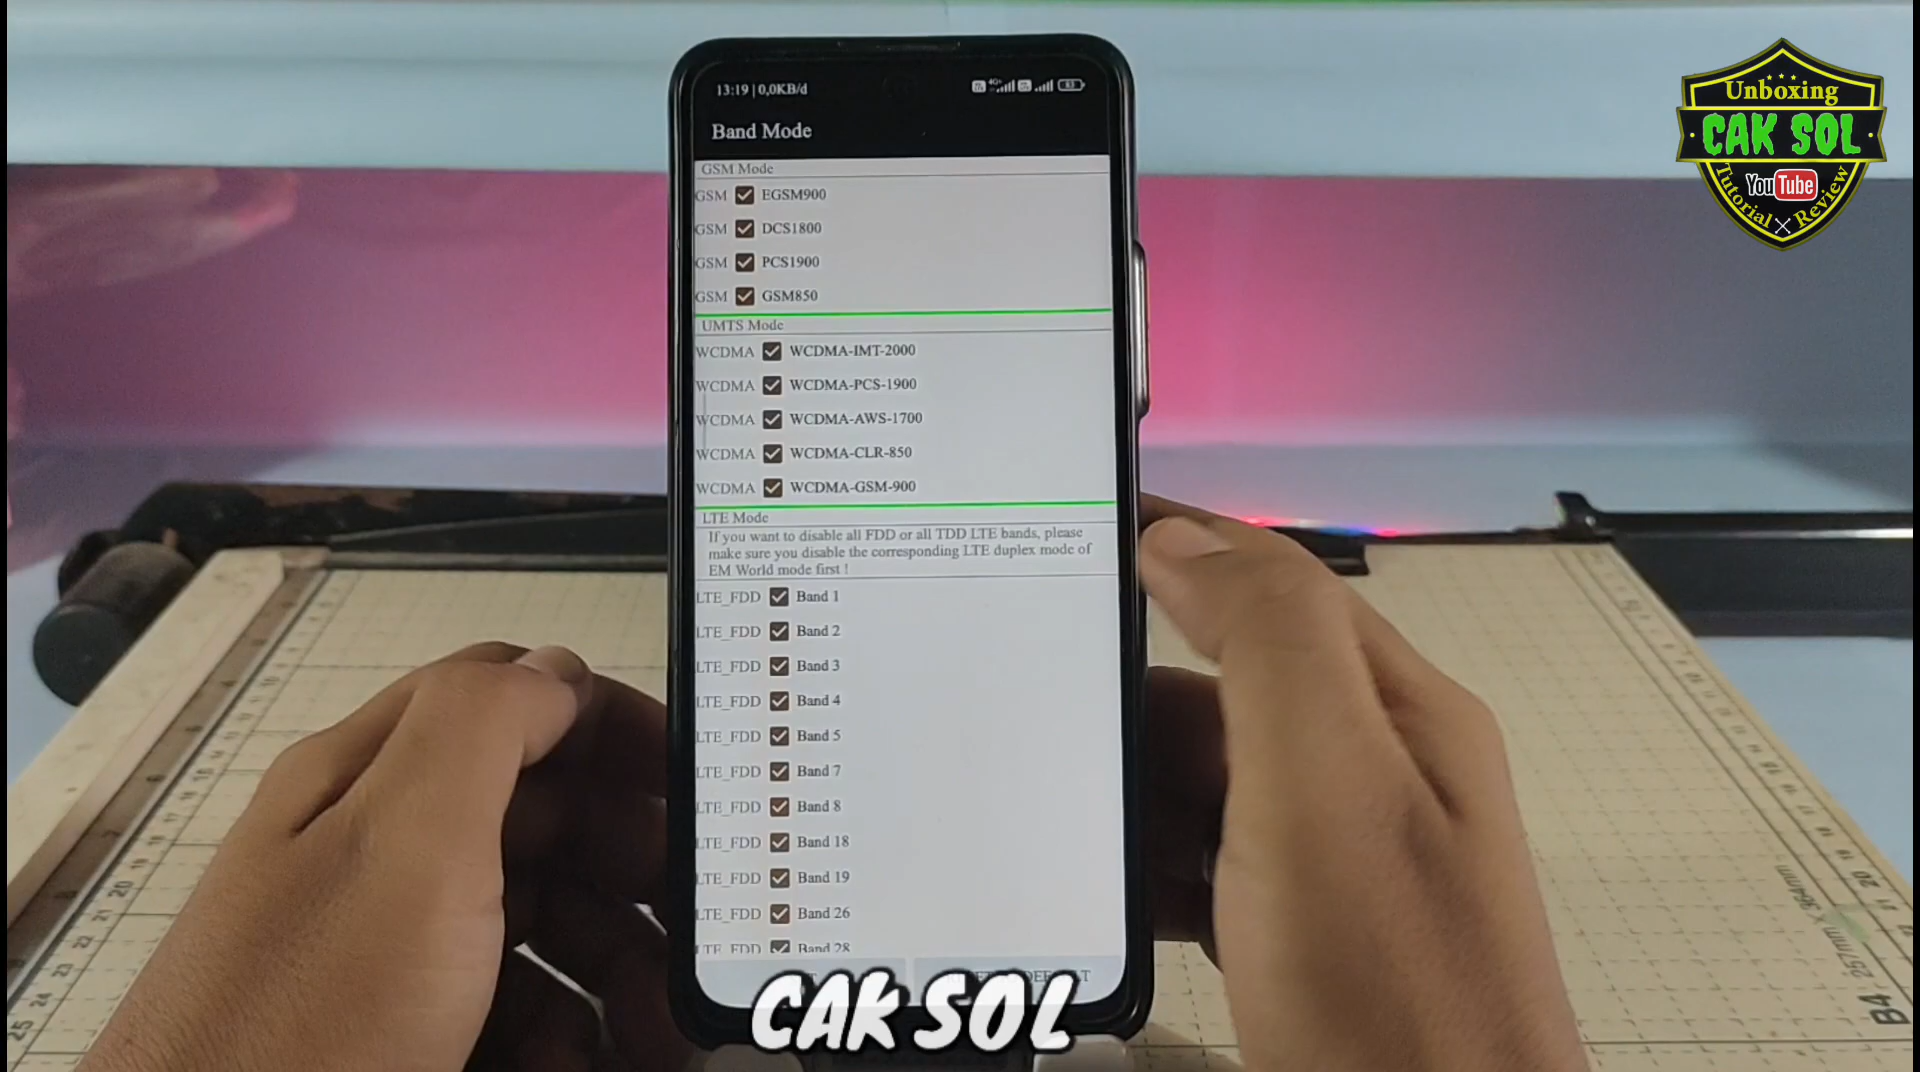 13:19 | 0,0KB/d
4G+
83
Band Mode
GSM Mode
GSM EGSM900
GSM DCS1800
GSM PCS1900
GSM GSM850
UMTS Mode
WCDMA WCDMA-IMT-2000
WCDMA WCDMA-PCS-1900
WCDMA WCDMA-AWS-1700
WCDMA WCDMA-CLR-850
WCDMA WCDMA-GSM-900
LTE Mode
If you want to disable all FDD or all TDD LTE bands, please
make sure you disable the corresponding LTE duplex mode of
EM World mode first !
LTE_FDD Band 1
LTE_FDD Band 2
LTE_FDD Band 3
LTE_FDD Band 4
LTE_FDD Band 5
LTE_FDD Band 7
LTE_FDD Band 8
LTE_FDD Band 18
LTE_FDD Band 19
LTE_FDD Band 26
LTE_FDD Band 28
CAK SOL
Unboxing
CAK SOL
YouTube
Tutorial X Review
B4
257mm X 364mm